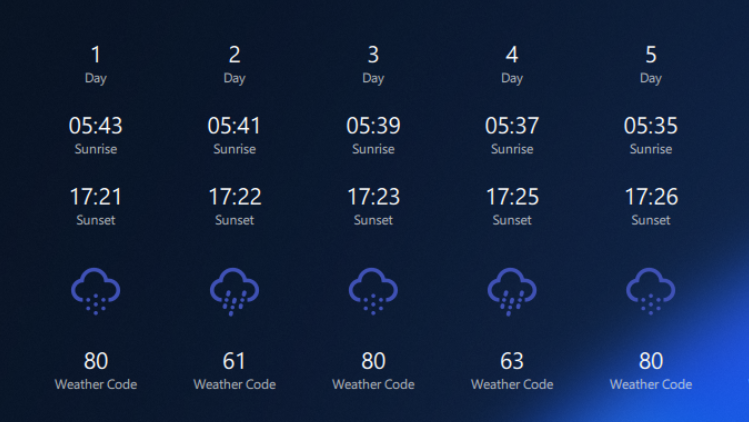 1 2 3 4 5
Day Day Day Day Day
05:43 05:41 05:39 05:37 05:35
Sunrise Sunrise Sunrise Sunrise Sunrise
17:21 17:22 17:23 17:25 17:26
Sunset Sunset Sunset Sunset Sunset
80 61 80 63 80
Weather Code Weather Code Weather Code Weather Code Weather Code